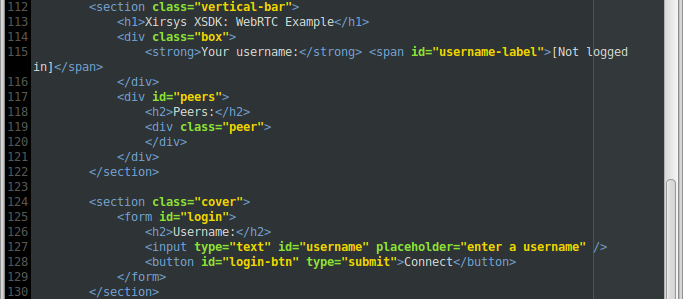 112 <section class="vertical-bar">
113 <h1>Xirsys XSDK: WebRTC Example</h1>
114 <div class="box">
115 <strong>Your username:</strong> <span id="username-label">[Not logged
in]</span>
116 </div>
117 <div id="peers">
118 <h2>Peers:</h2>
119 <div class="peer">
120 </div>
121 </div>
122 </section>
123
124 <section class="cover">
125 <form id="login">
126 <h2>Username:</h2>
127 <input type="text" id="username" placeholder="enter a username" />
128 <button id="login-btn" type="submit">Connect</button>
129 </form>
130 </section>